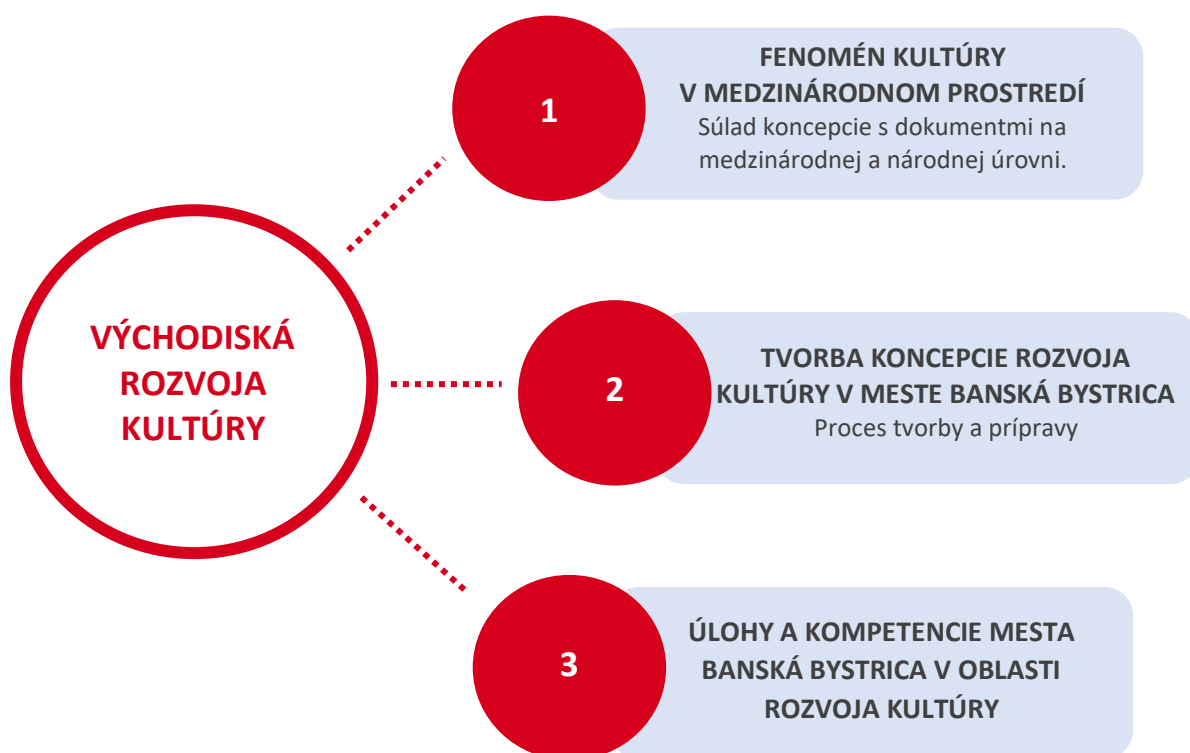 VÝCHODISKÁ
ROZVOJA
KULTÚRY
1
FENOMÉN KULTÚRY
V MEDZINÁRODNOM PROSTREDÍ
Súlad koncepcie s dokumentmi na
medzinárodnej a národnej úrovni.
2
TVORBA KONCEPCIE ROZVOJA
KULTÚRY V MESTE BANSKÁ BYSTRICA
Proces tvorby a prípravy
3
ÚLOHY A KOMPETENCIE MESTA
BANSKÁ BYSTRICA V OBLASTI
ROZVOJA KULTÚRY